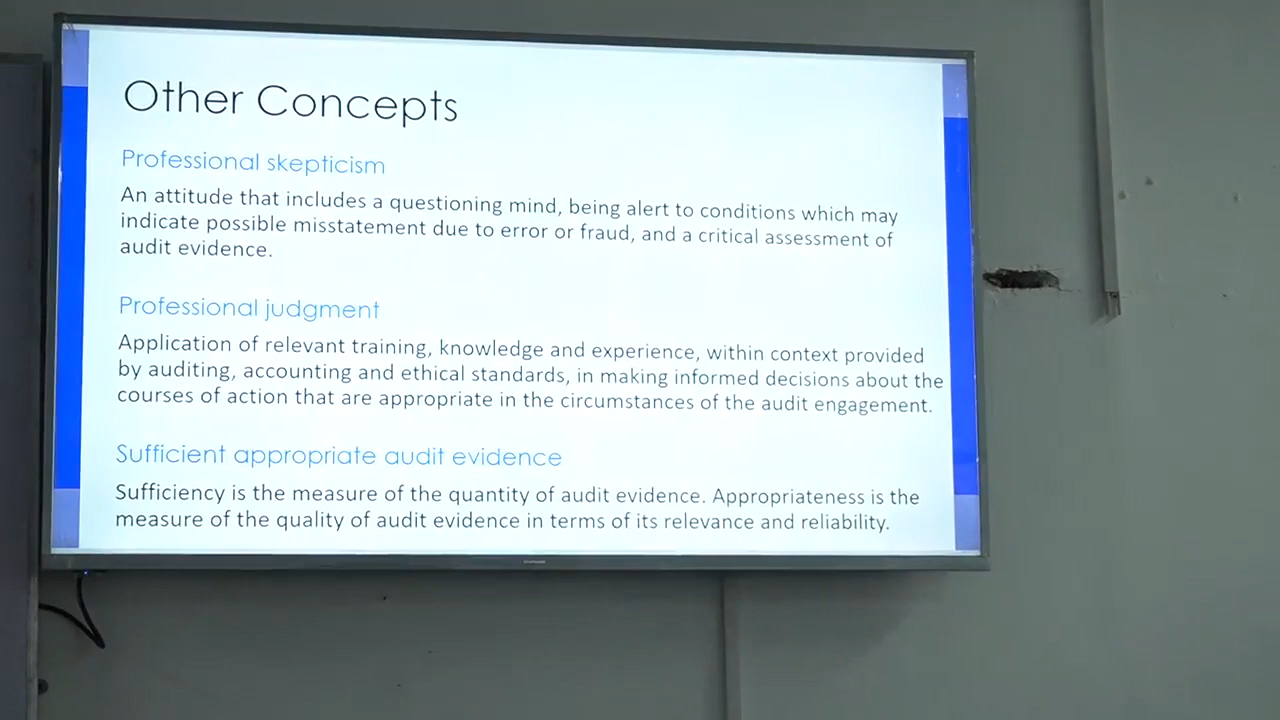 Other Concepts
Professional skepticism
An attitude that includes a questioning mind, being alert to conditions which may
indicate possible misstatement due to error or fraud, and a critical assessment of
audit evidence.
Professional judgment
Application of relevant training, knowledge and experience, within context provided
by auditing, accounting and ethical standards, in making informed decisions about the
courses of action that are appropriate in the circumstances of the audit engagement.
Sufficient appropriate audit evidence
Sufficiency is the measure of the quantity of audit evidence. Appropriateness is the
measure of the quality of audit evidence in terms of its relevance and reliability.